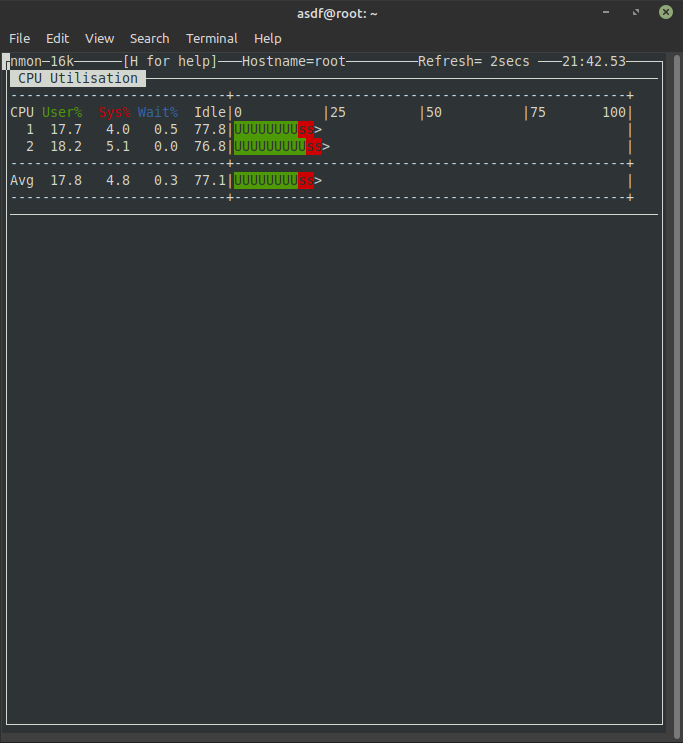 asdf@root: ~
File Edit View Search Terminal Help
nmon─16k──────[H for help]───Hostname=root─────────Refresh= 2secs ───21:42.53────
CPU Utilisation
---------------------------+-------------------------------------------------+
CPU User% Sys% Wait% Idle|0 |25 |50 |75 100|
1 17.7 4.0 0.5 77.8|UUUUUUUUss> |
2 18.2 5.1 0.0 76.8|UUUUUUUUUss> |
---------------------------+-------------------------------------------------+
Avg 17.8 4.8 0.3 77.1|UUUUUUUUss> |
---------------------------+-------------------------------------------------+